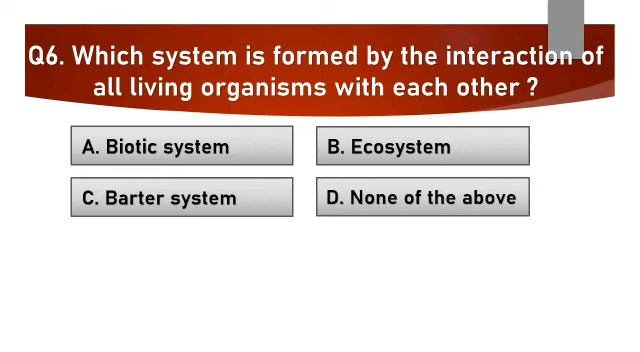 Q6. Which system is formed by the interaction of
all living organisms with each other ?
A. Biotic system
B. Ecosystem
C. Barter system
D. None of the above